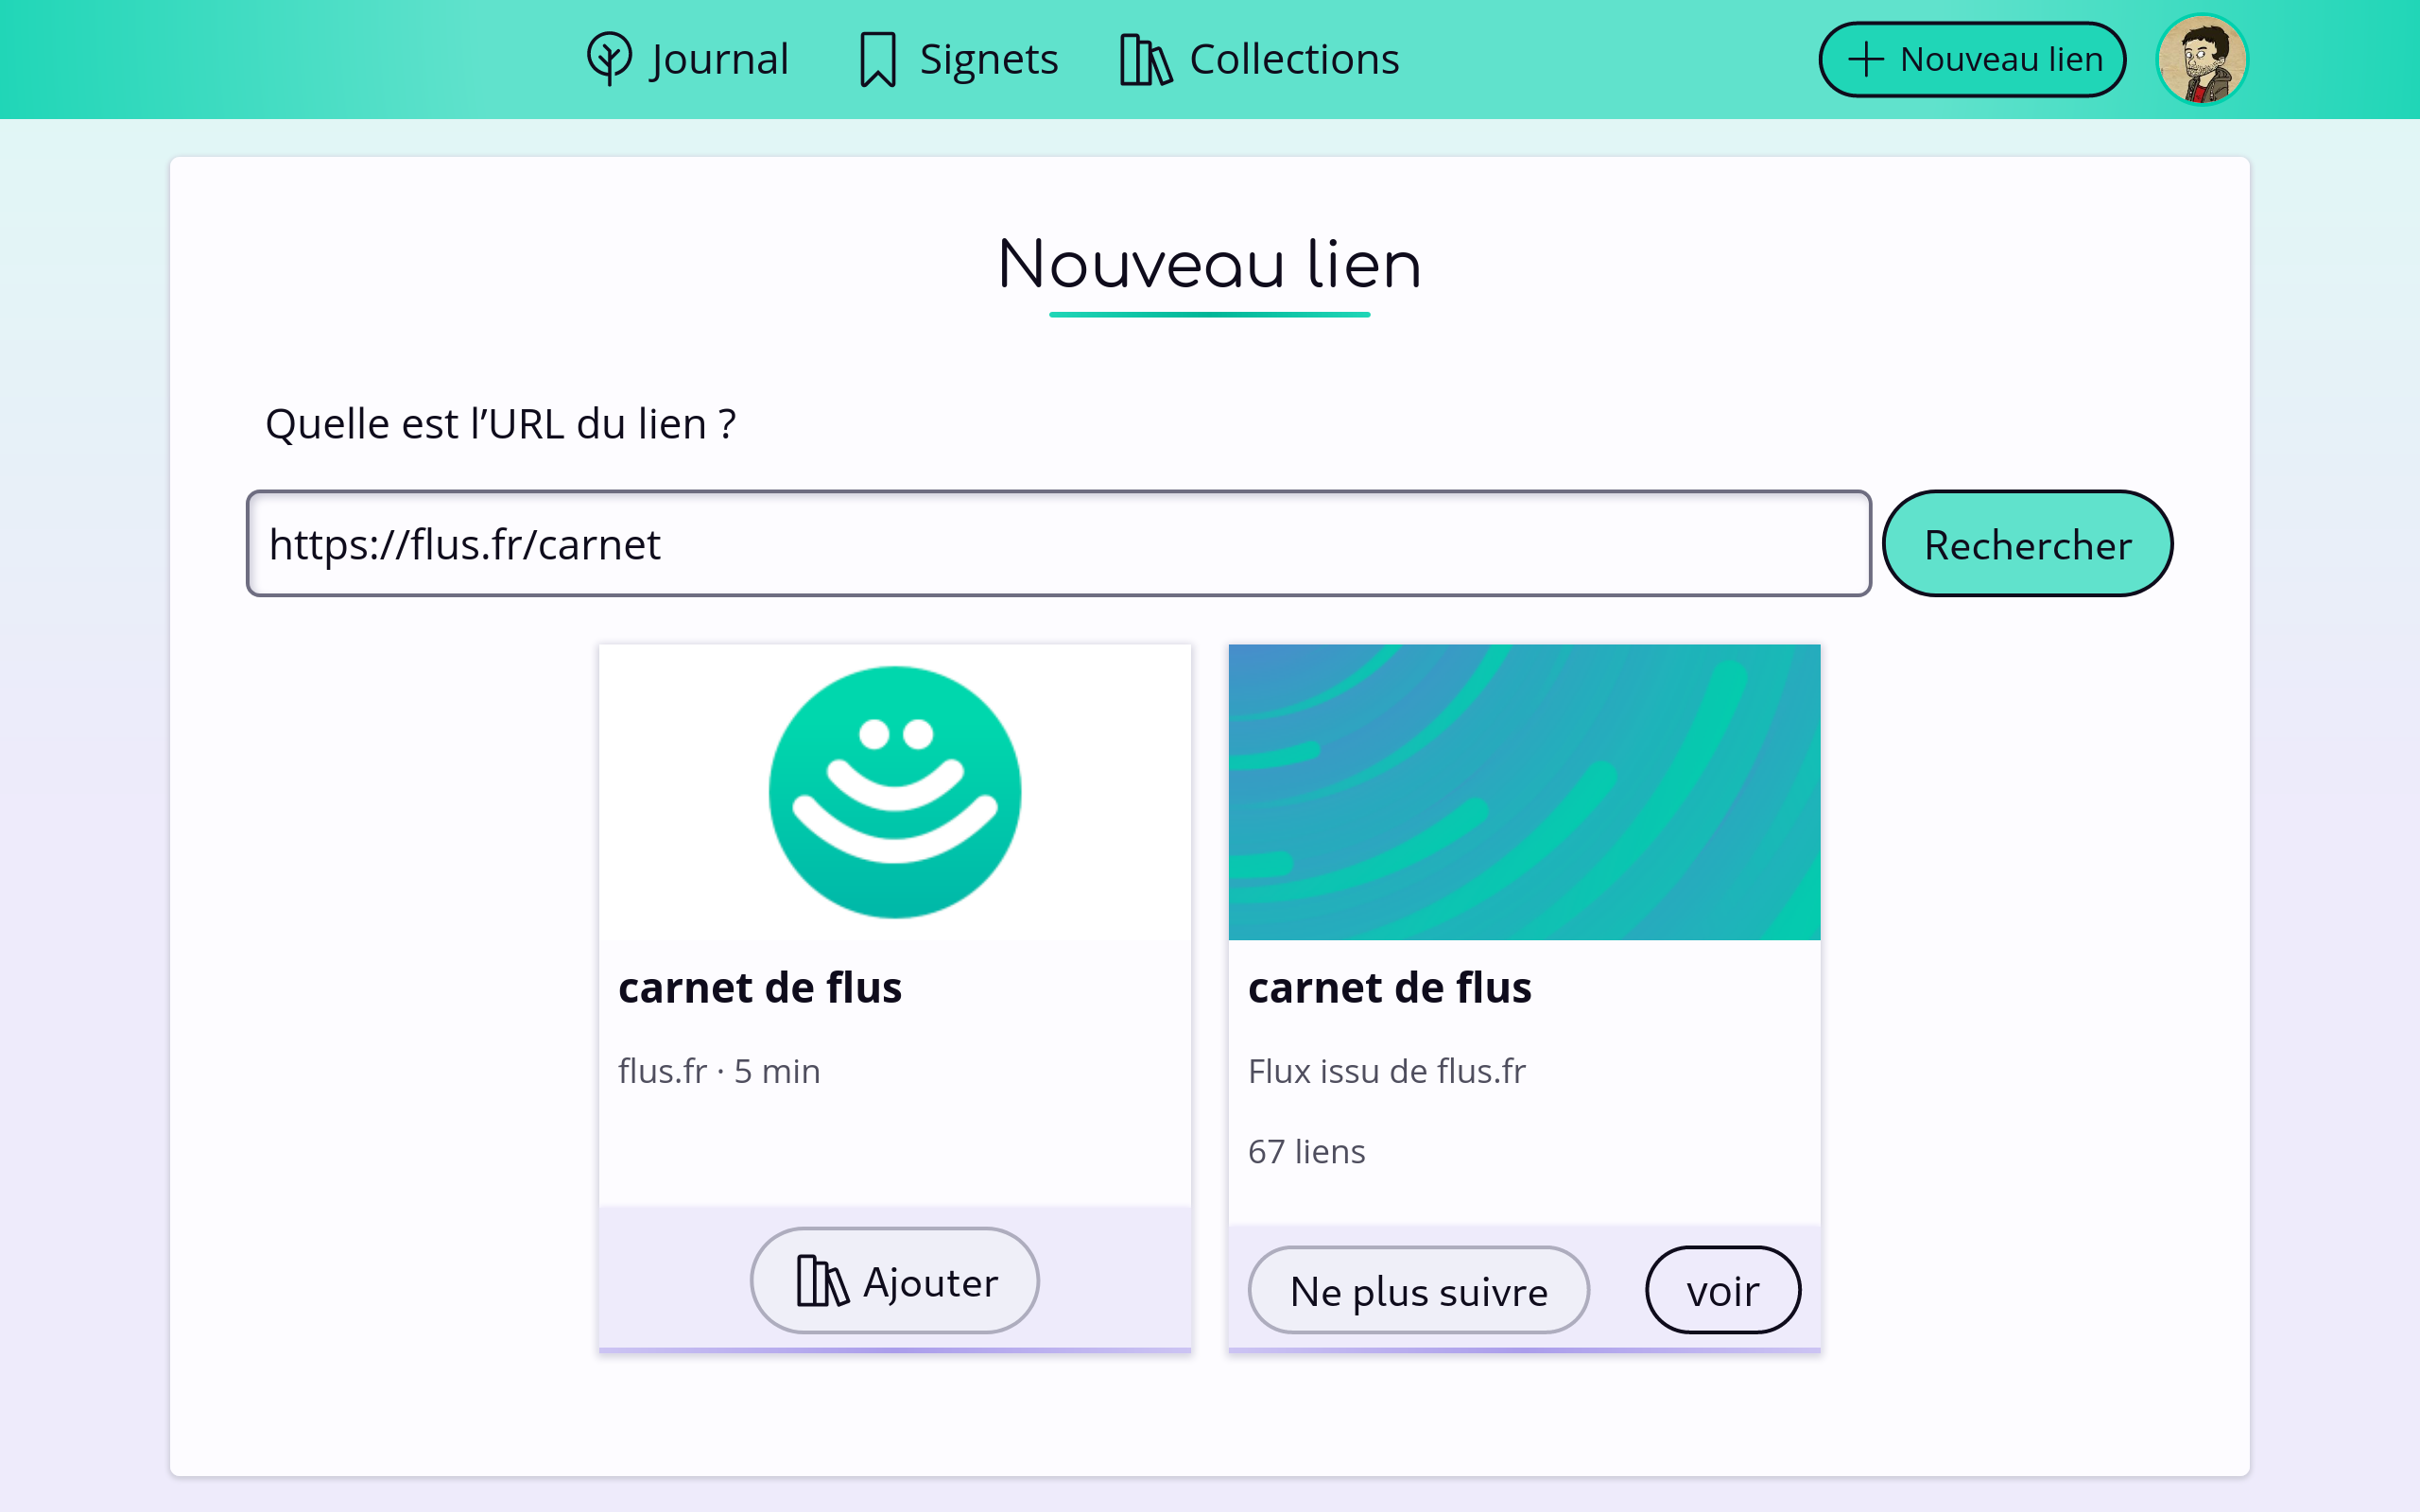 Journal
Signets
Collections
Nouveau lien
Nouveau lien
Quelle est l’URL du lien ?
https://flus.fr/carnet
Rechercher
carnet de flus
flus.fr · 5 min
Ajouter
carnet de flus
Flux issu de flus.fr
67 liens
Ne plus suivre
voir